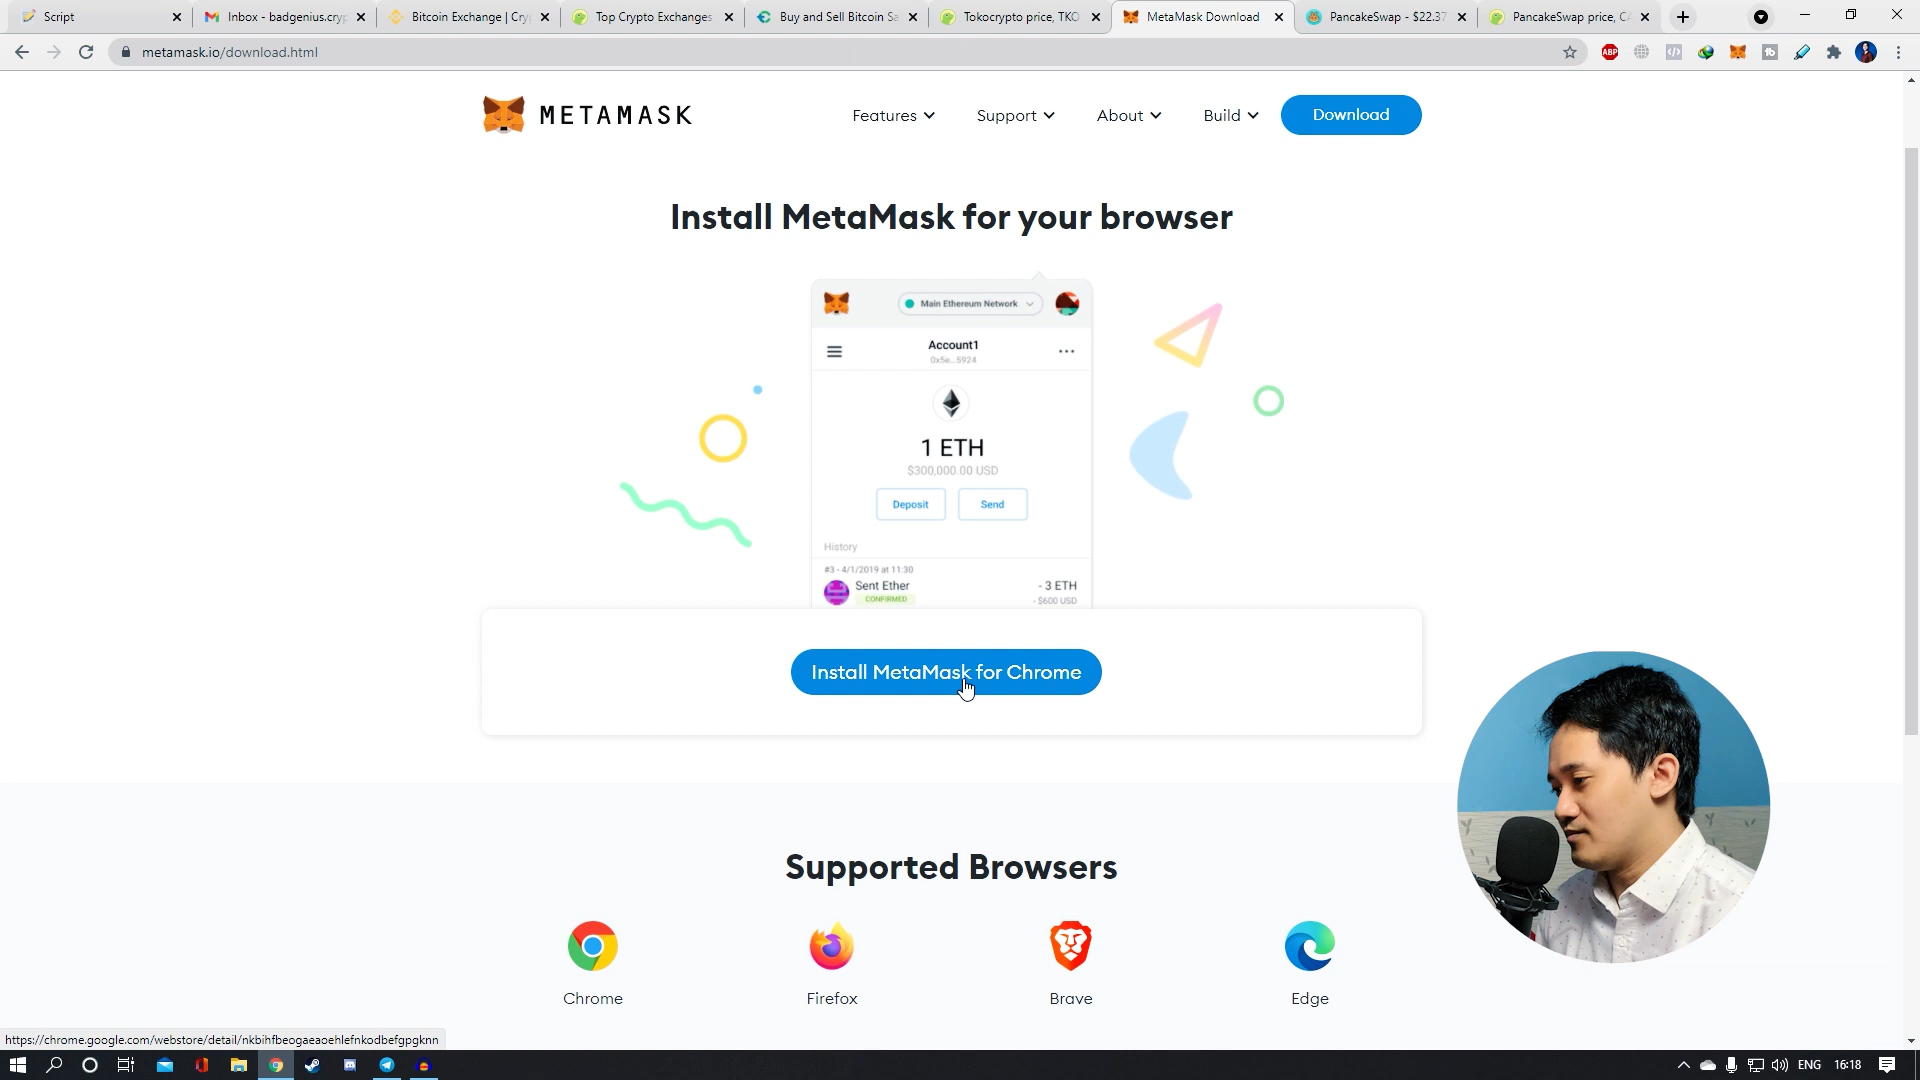 Script
Inbox - badgenius.cryp
Bitcoin Exchange | Cry
Top Crypto Exchanges
Buy and Sell Bitcoin Sa
Tokocrypto price, TKO
MetaMask Download
PancakeSwap - $22.37
PancakeSwap price, CA
metamask.io/download.html
ABP
METAMASK
Features
Support
About
Build
Download
Install MetaMask for your browser
Main Ethereum Network
Account1
0x5e...5924
1 ETH
$300,000.00 USD
Deposit
Send
History
#3 - 4/1/2019 at 11:30
Sent Ether
- 3 ETH
CONFIRMED
- $600 USD
Install MetaMask for Chrome
Supported Browsers
Chrome
Firefox
Brave
Edge
https://chrome.google.com/webstore/detail/nkbihfbeogaeaoehlefnkodbefgpgknn
ENG
16:18